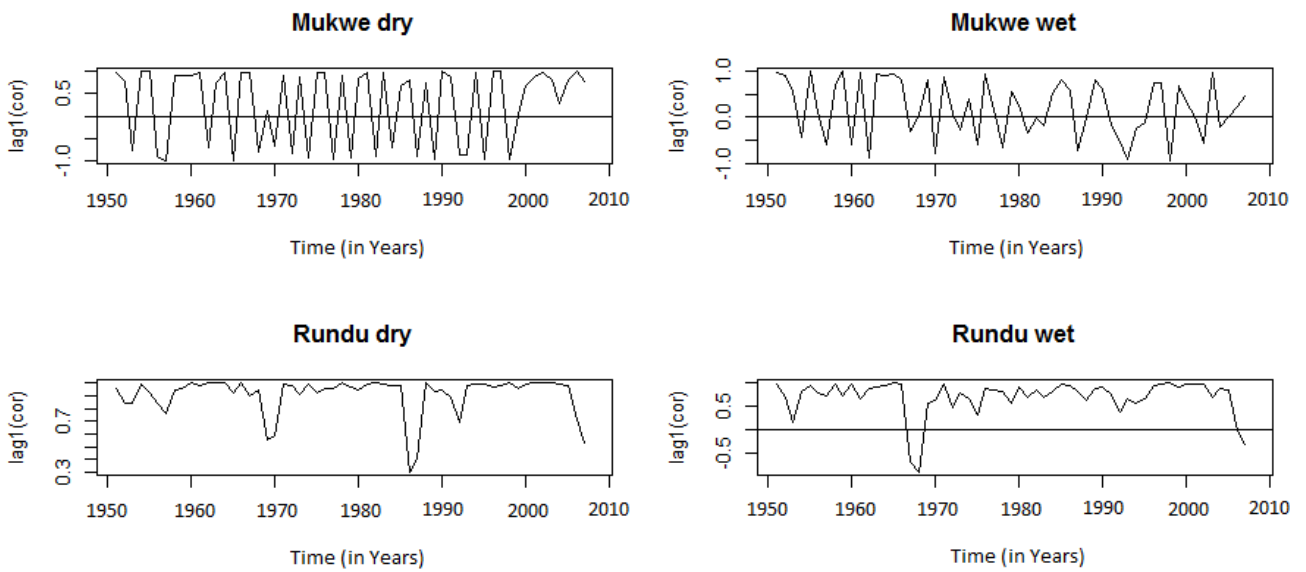 Mukwe dry
lag1(cor)
0.5
-1.0
1950 1960 1970 1980 1990 2000 2010
Time (in Years)
Mukwe wet
lag1(cor)
1.0
0.0
-1.0
1950 1960 1970 1980 1990 2000 2010
Time (in Years)
Rundu dry
lag1(cor)
0.7
0.3
1950 1960 1970 1980 1990 2000 2010
Time (in Years)
Rundu wet
lag1(cor)
0.5
-0.5
1950 1960 1970 1980 1990 2000 2010
Time (in Years)